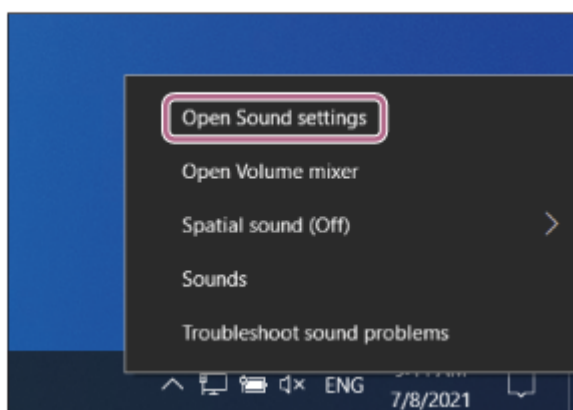 Open Sound settings
Open Volume mixer
Spatial sound (Off)
Sounds
Troubleshoot sound problems
ENG
7/8/2021